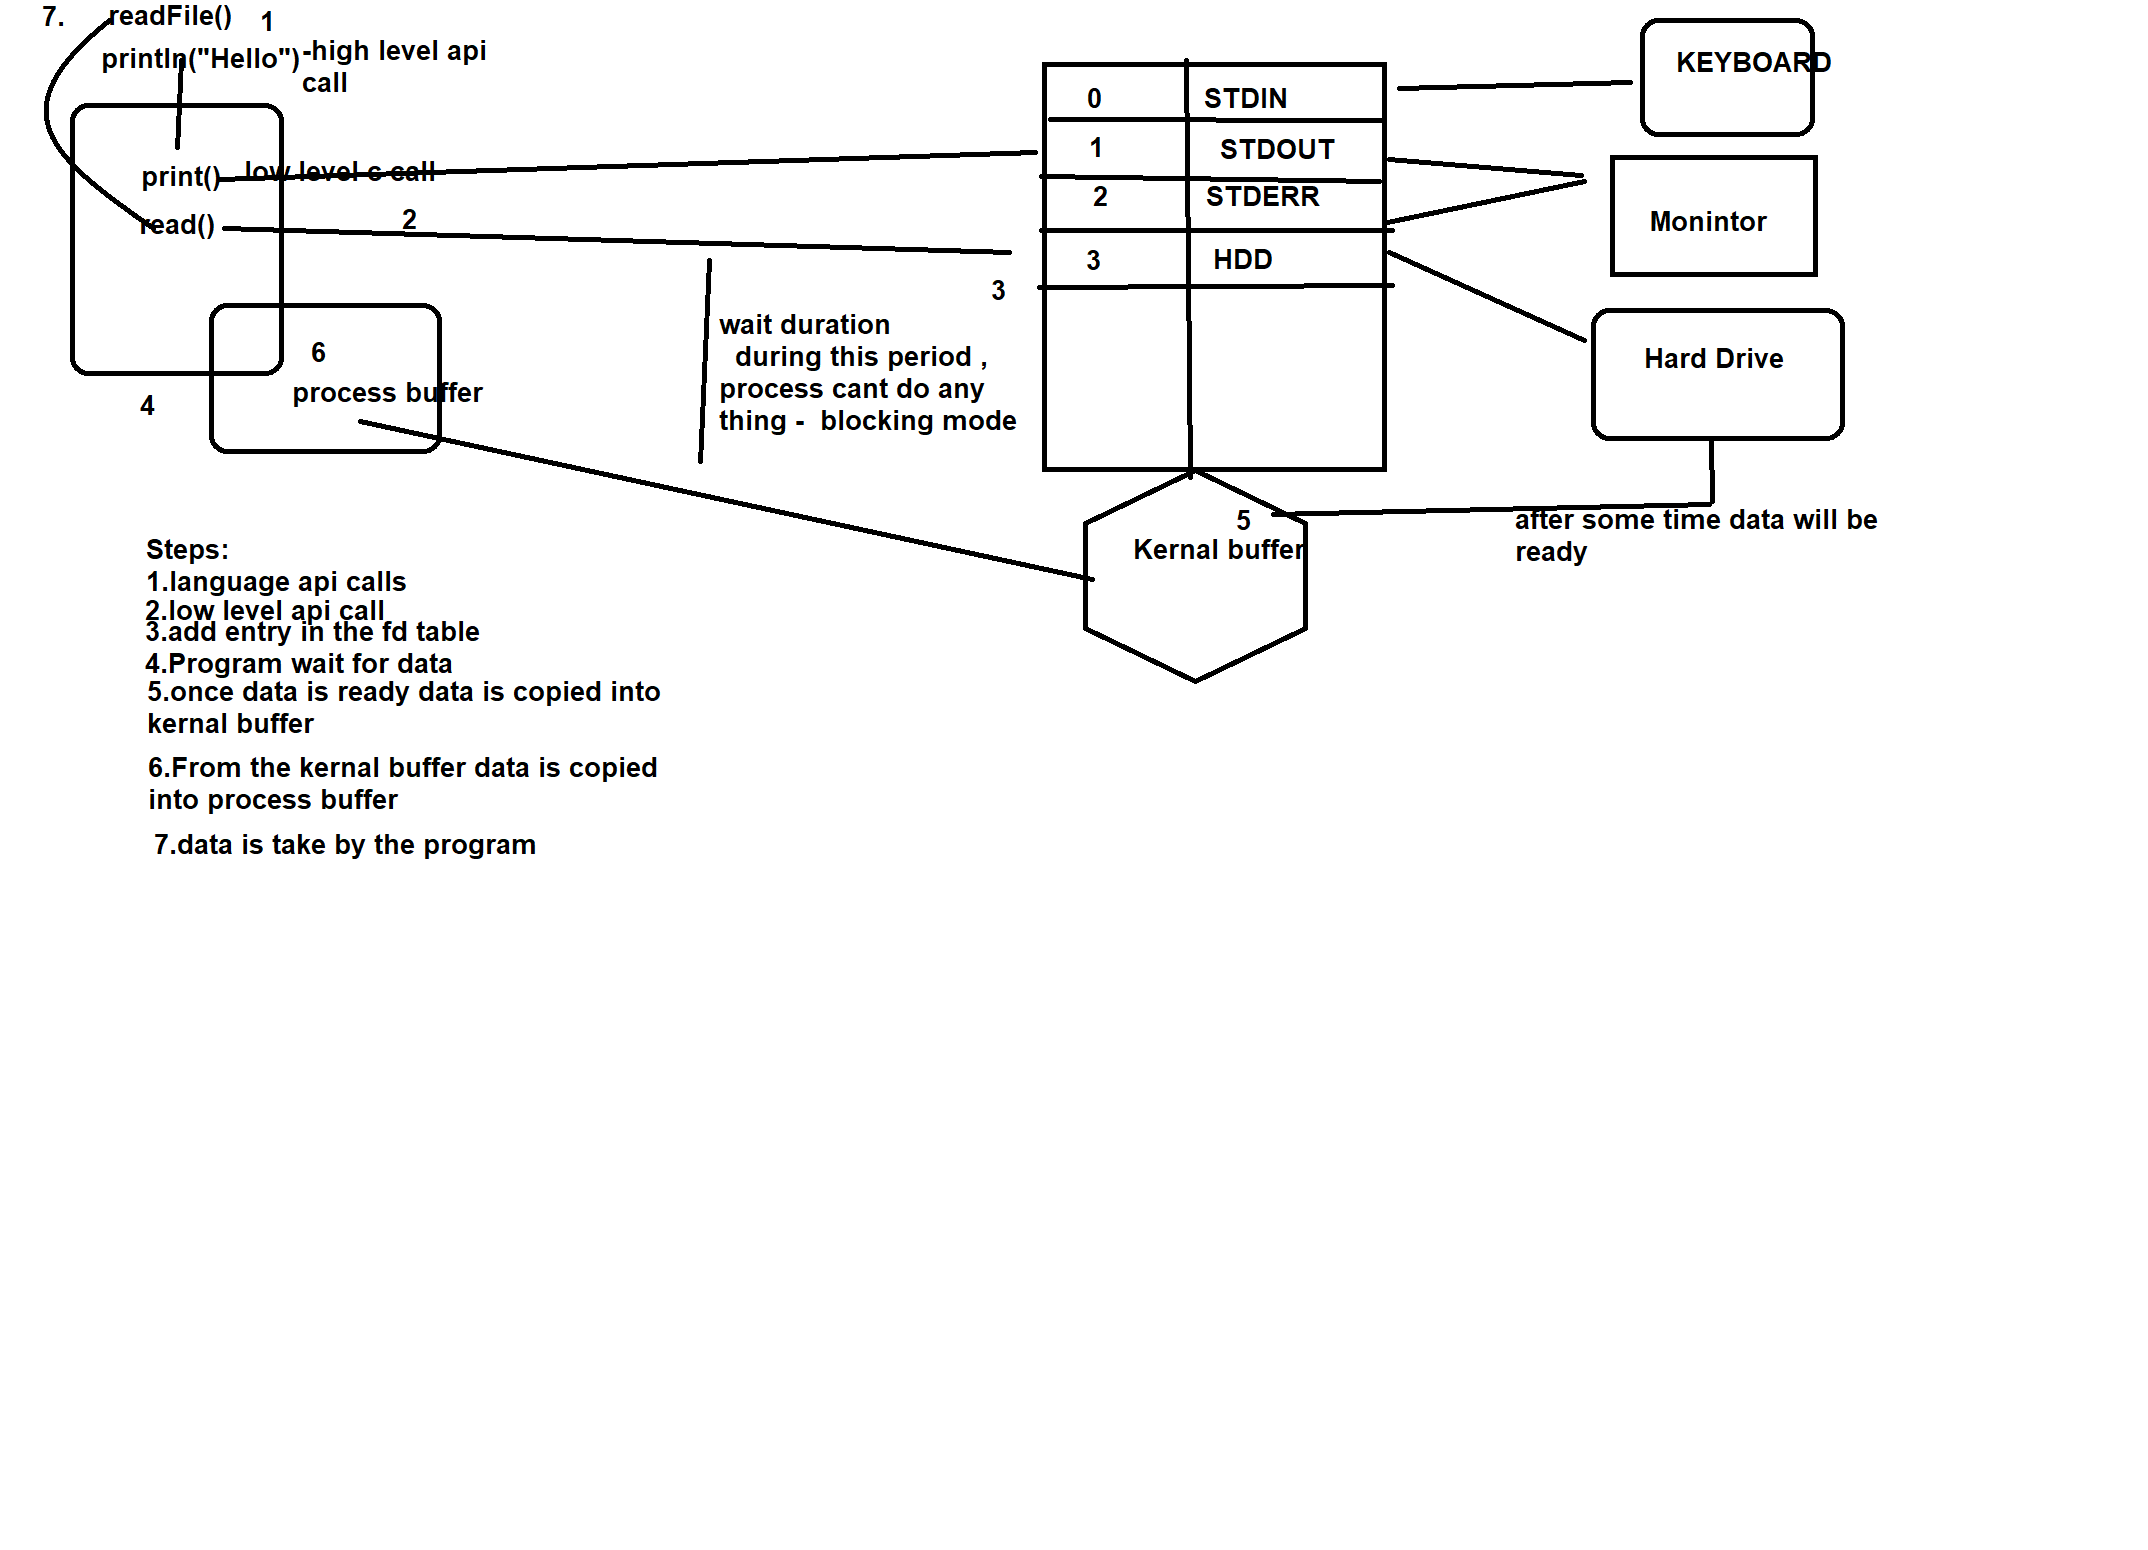 7.
readFile()
1
println("Hello")
-high level api
call
print()
low level c call
read()
2
6
process buffer
4
wait duration
during this period ,
process cant do any
thing - blocking mode
0 STDIN
1 STDOUT
2 STDERR
3 HDD
3
KEYBOARD
Monintor
Hard Drive
5
Kernal buffer
after some time data will be
ready
Steps:
1.language api calls
2.low level api call
3.add entry in the fd table
4.Program wait for data
5.once data is ready data is copied into
kernal buffer
6.From the kernal buffer data is copied
into process buffer
7.data is take by the program